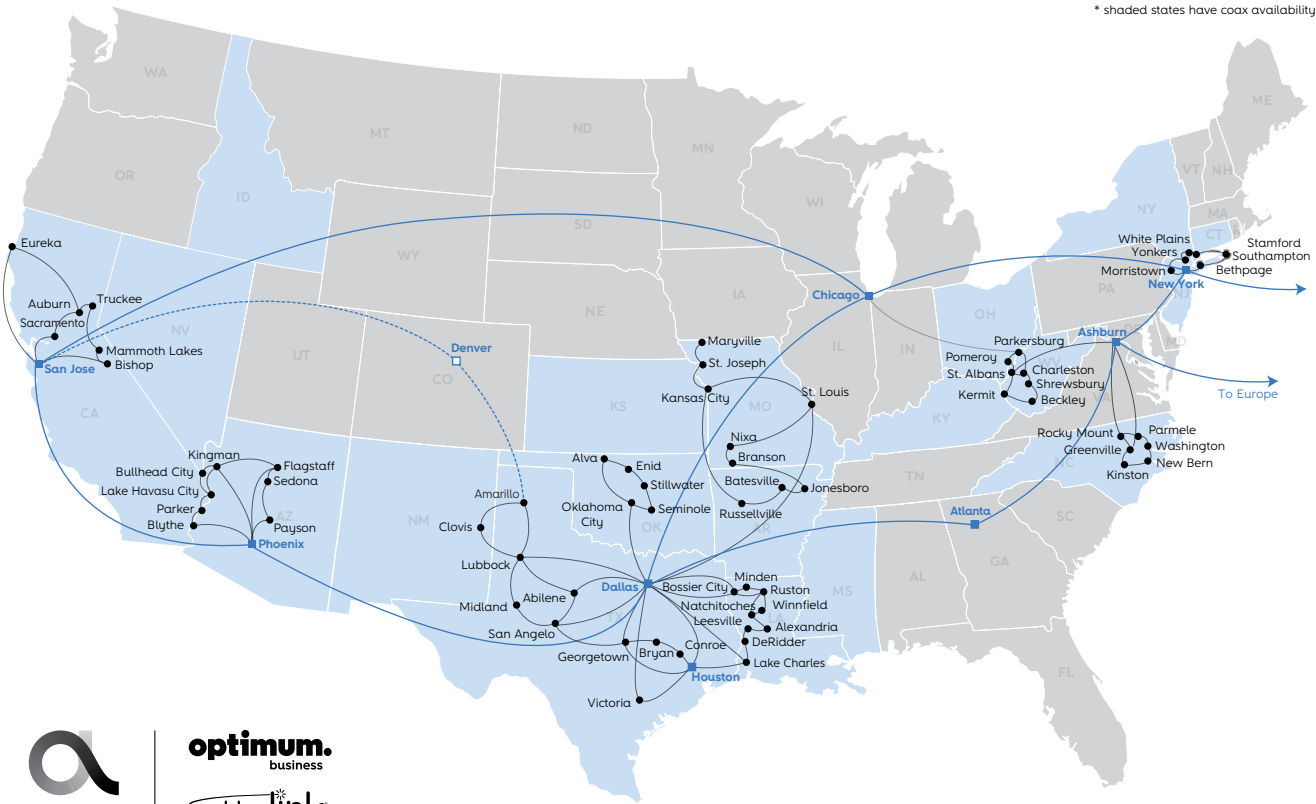 * shaded states have coax availability
WA
MT
ND
MN
ME
OR
ID
WY
SD
WI
VT
NH
NY
MA
CT
White Plains
Yonkers
Stamford
Southampton
Bethpage
Morristown
New York
NJ
PA
Eureka
Auburn
Truckee
Sacramento
Mammoth Lakes
Bishop
San Jose
NV
UT
CA
Denver
CO
NE
IA
Chicago
IL
IN
OH
Ashburn
DE
MD
To Europe
Maryville
St. Joseph
Kansas City
St. Louis
KS
MO
Parkersburg
Pomeroy
WV
St. Albans
Charleston
Shrewsbury
Kermit
Beckley
VA
KY
Nixa
Branson
Batesville
Jonesboro
Russellville
AR
Rocky Mount
Parmele
Greenville
Washington
New Bern
Kinston
NC
TN
Kingman
Bullhead City
Flagstaff
Sedona
Lake Havasu City
Parker
Blythe
AZ
Payson
Phoenix
NM
Amarillo
Clovis
Lubbock
Alva
Enid
Stillwater
Oklahoma
City
Seminole
OK
Atlanta
SC
GA
AL
MS
Dallas
Bossier City
Minden
Ruston
Natchitoches
Winnfield
Leesville
LA
Alexandria
DeRidder
Lake Charles
Midland
Abilene
San Angelo
TX
Georgetown
Bryan
Conroe
Houston
Victoria
FL
optimum.
business